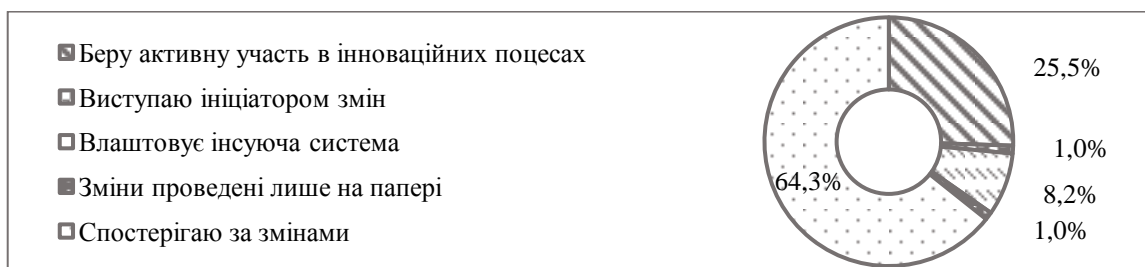 Беру активну участь в інноваційних поцесах
Виступаю ініціатором змін
Влаштовує інсуюча система
Зміни проведені лише на папері
Спостерігаю за змінами
25,5%
1,0%
8,2%
1,0%
64,3%